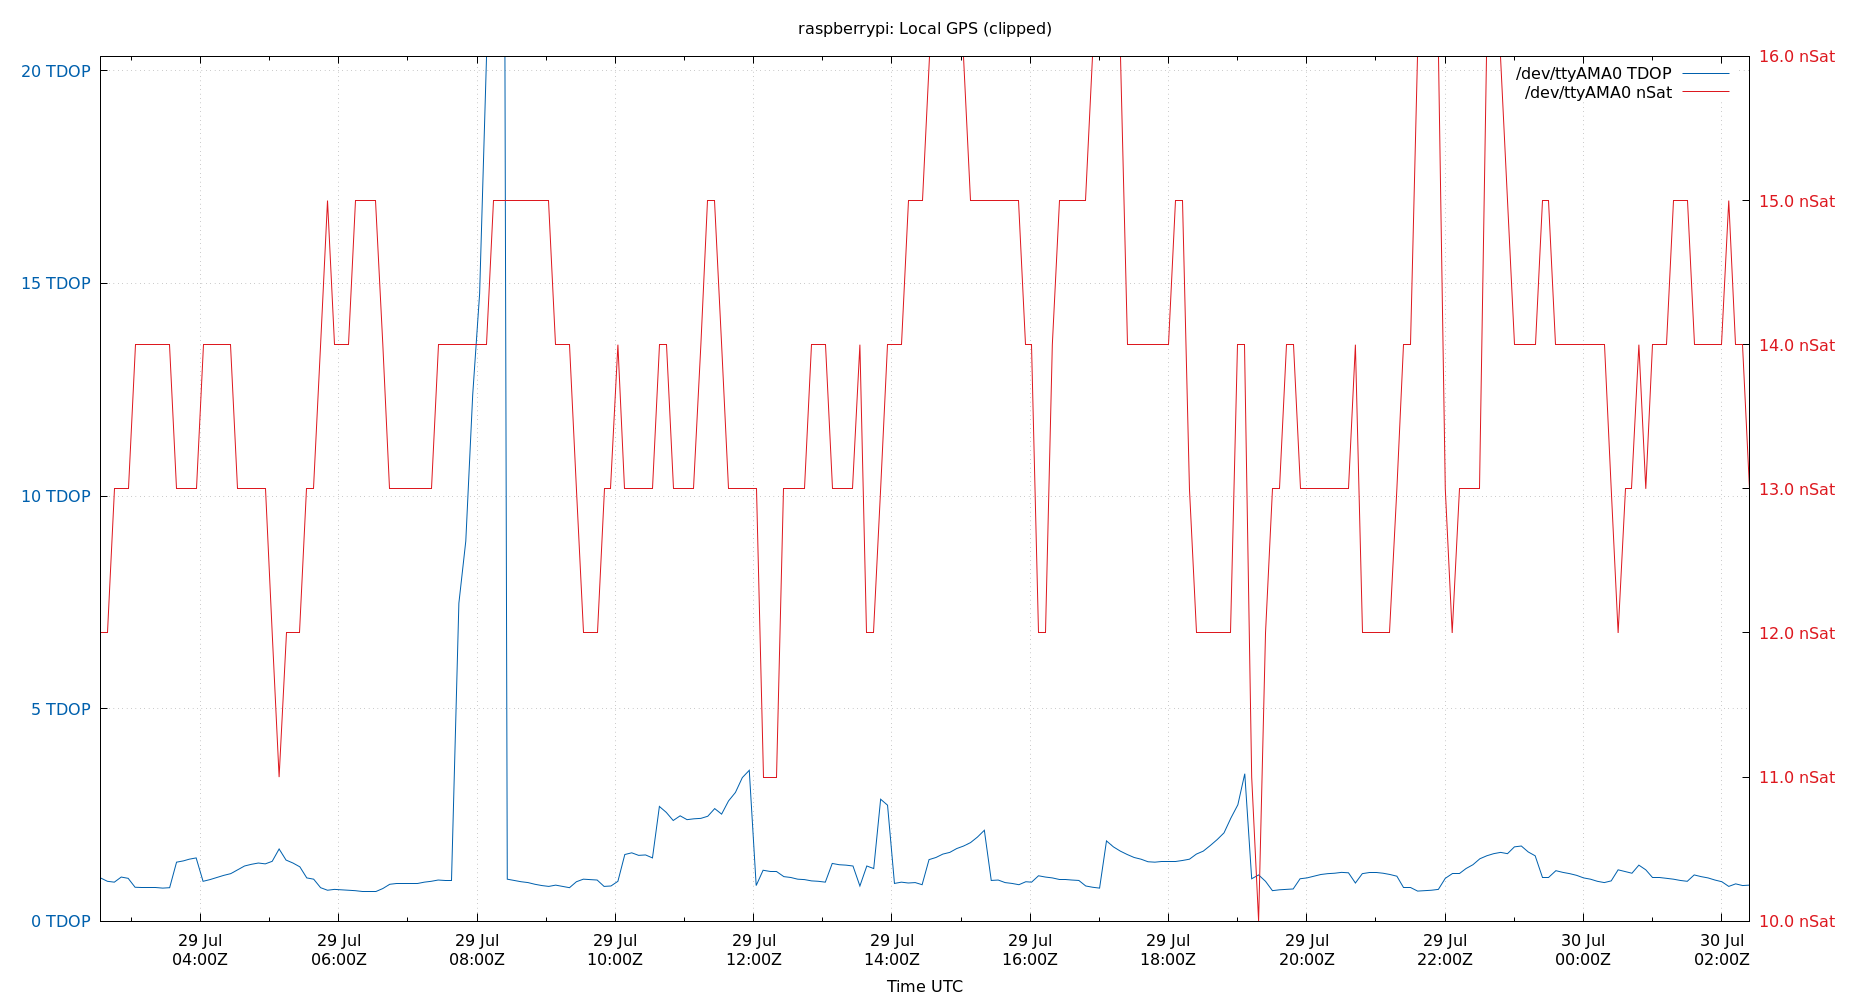 raspberrypi: Local GPS (clipped)
20 TDOP
15 TDOP
10 TDOP
5 TDOP
0 TDOP
16.0 nSat
15.0 nSat
14.0 nSat
13.0 nSat
12.0 nSat
11.0 nSat
10.0 nSat
/dev/ttyAMA0 TDOP
/dev/ttyAMA0 nSat
29 Jul 29 Jul 29 Jul 29 Jul 29 Jul 29 Jul 29 Jul 29 Jul 29 Jul 29 Jul 30 Jul 30 Jul
04:00Z 06:00Z 08:00Z 10:00Z 12:00Z 14:00Z 16:00Z 18:00Z 20:00Z 22:00Z 00:00Z 02:00Z
Time UTC